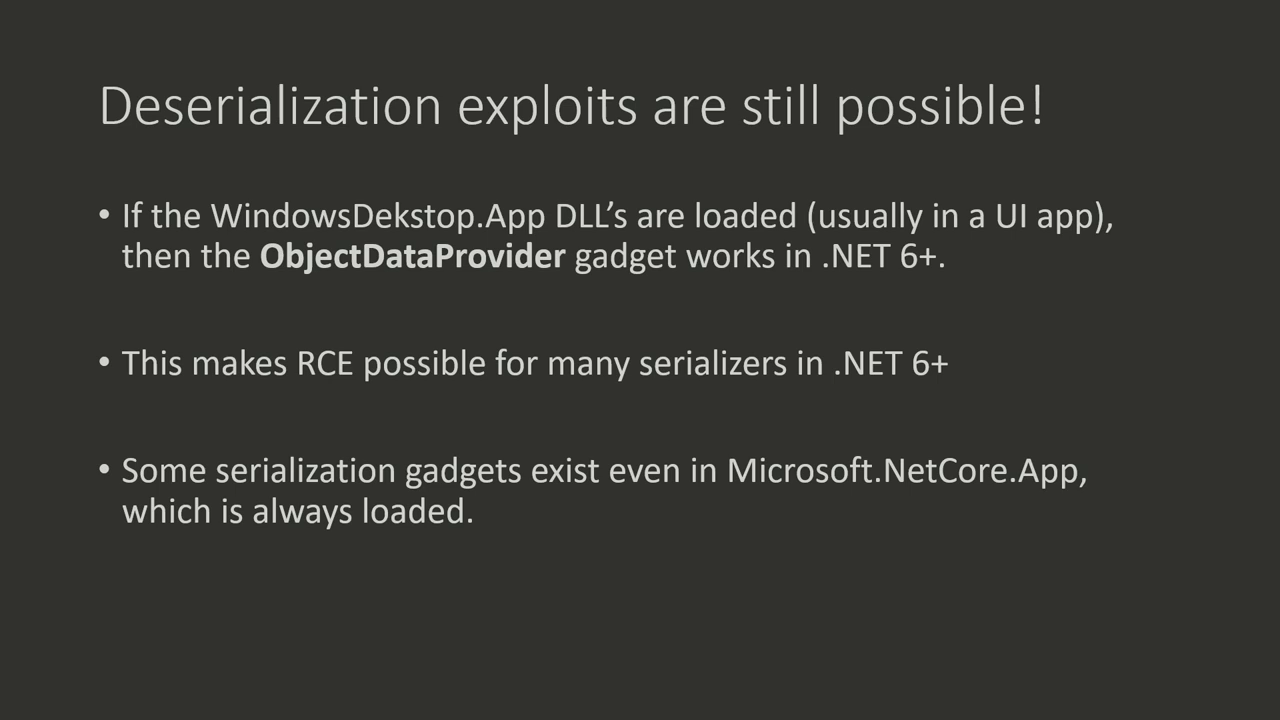 Deserialization exploits are still possible!
• If the WindowsDekstop.App DLL’s are loaded (usually in a UI app),
then the ObjectDataProvider gadget works in .NET 6+.
• This makes RCE possible for many serializers in .NET 6+
• Some serialization gadgets exist even in Microsoft.NetCore.App,
which is always loaded.